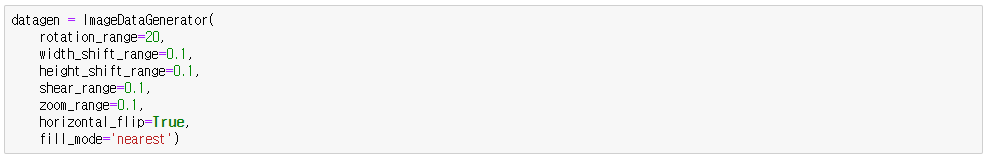 datagen = ImageDataGenerator(
    rotation_range=20,
    width_shift_range=0.1,
    height_shift_range=0.1,
    shear_range=0.1,
    zoom_range=0.1,
    horizontal_flip=True,
    fill_mode='nearest')